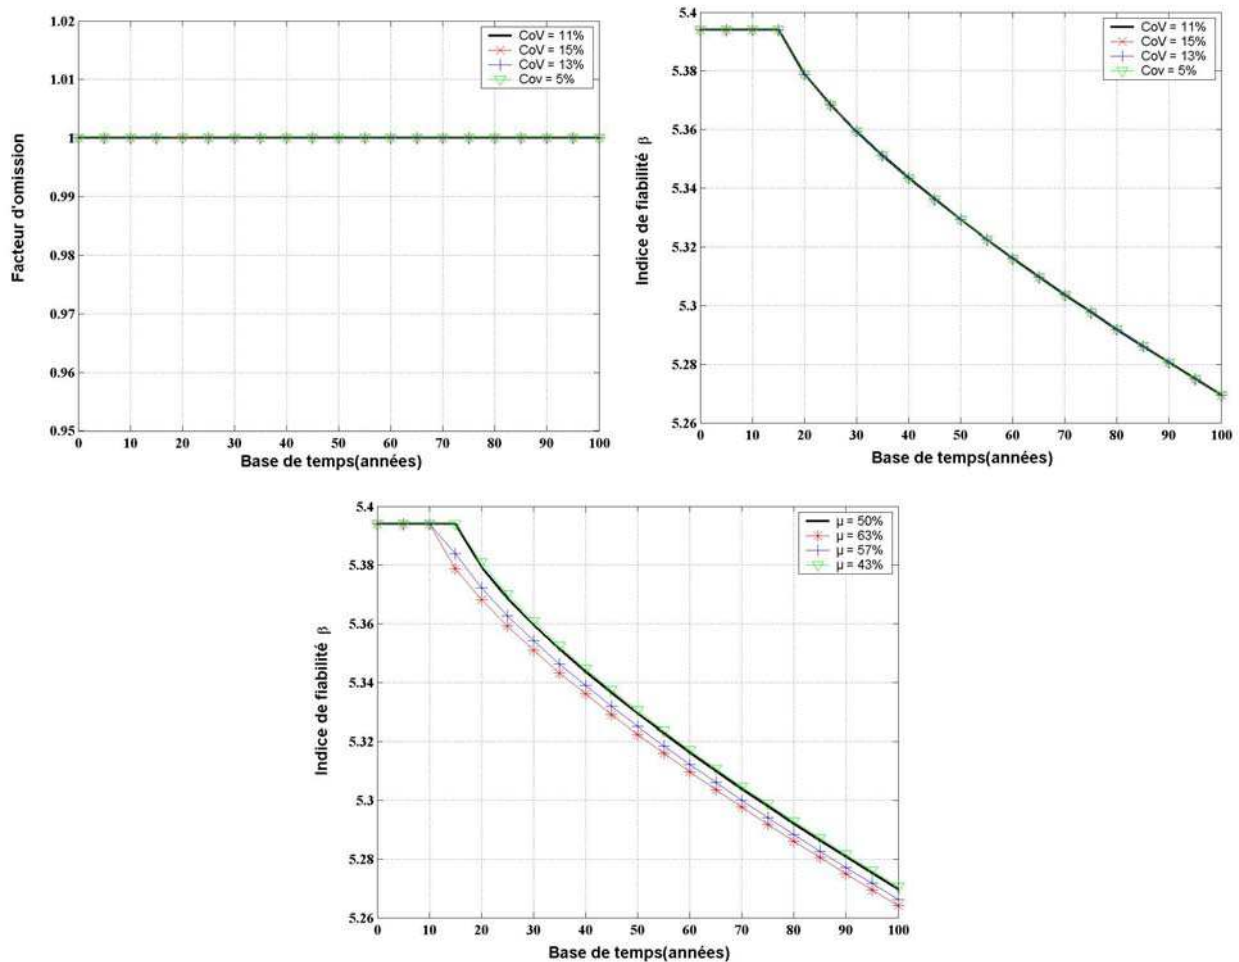 1.02
1.01
1
0.99
0.98
0.97
0.96
0.95
Facteur d'omission
CoV = 11%
CoV = 15%
CoV = 13%
Cov = 5%
0 10 20 30 40 50 60 70 80 90 100
Base de temps(années)
5.4
5.38
5.36
5.34
5.32
5.3
5.28
5.26
Indice de fiabilité β
CoV = 11%
CoV = 15%
CoV = 13%
Cov = 5%
0 10 20 30 40 50 60 70 80 90 100
Base de temps(années)
5.4
5.38
5.36
5.34
5.32
5.3
5.28
5.26
Indice de fiabilité β
μ = 50%
μ = 63%
μ = 57%
μ = 43%
0 10 20 30 40 50 60 70 80 90 100
Base de temps(années)